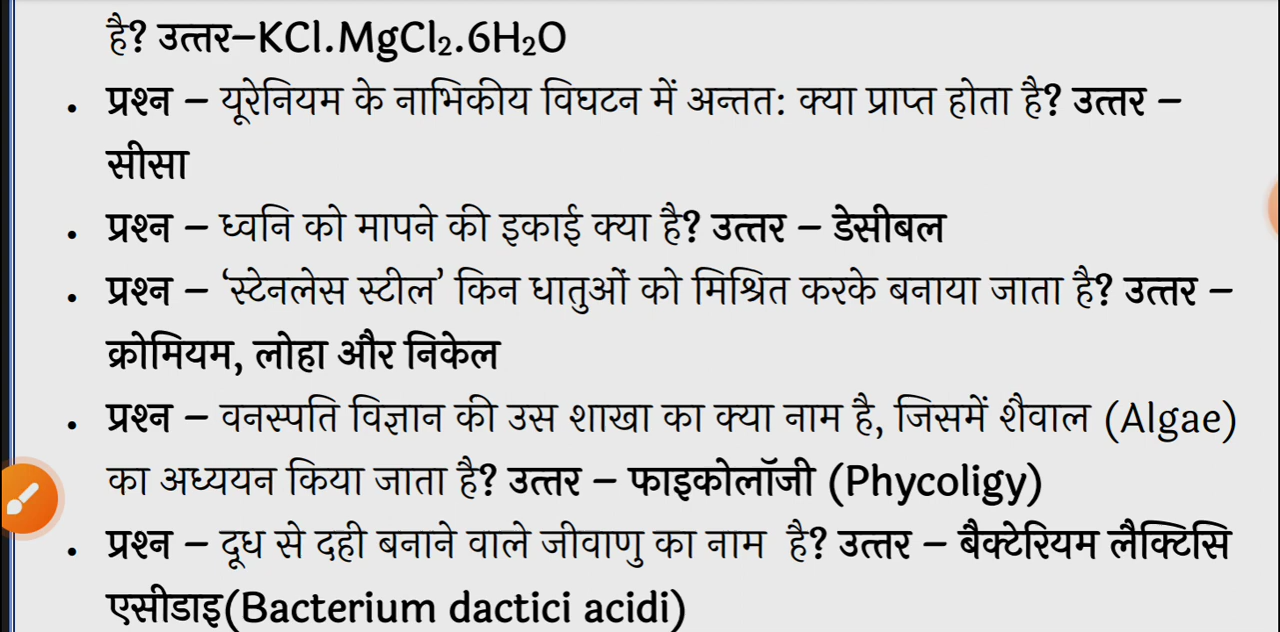 है? उत्तर–KCl.MgCl₂.6H₂O
• प्रश्न – यूरेनियम के नाभिकीय विघटन में अन्तत: क्या प्राप्त होता है? उत्तर –
सीसा
• प्रश्न – ध्वनि को मापने की इकाई क्या है? उत्तर – डेसीबल
• प्रश्न – ‘स्टेनलेस स्टील’ किन धातुओं को मिश्रित करके बनाया जाता है? उत्तर –
क्रोमियम, लोहा और निकेल
• प्रश्न – वनस्पति विज्ञान की उस शाखा का क्या नाम है, जिसमें शैवाल (Algae)
का अध्ययन किया जाता है? उत्तर – फाइकोलॉजी (Phycoligy)
• प्रश्न – दूध से दही बनाने वाले जीवाणु का नाम है? उत्तर – बैक्टेरियम लैक्टिसि
एसीडाइ(Bacterium dactici acidi)